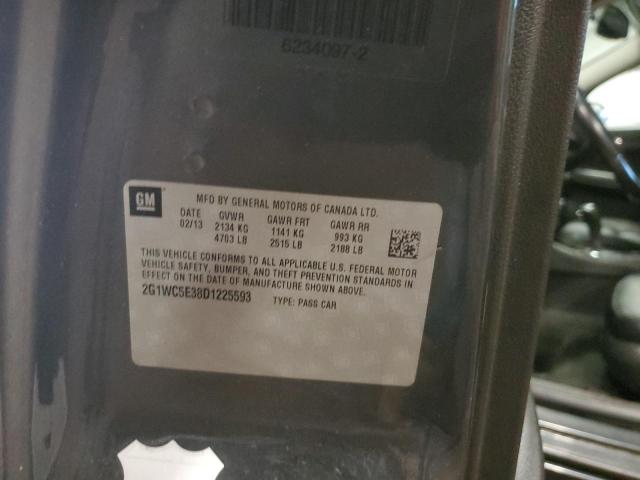 6234097-2
GM
MFD BY GENERAL MOTORS OF CANADA LTD.
DATE GVWR GAWR FRT GAWR RR
02/13 2134 KG 1141 KG 993 KG
4703 LB 2515 LB 2188 LB
THIS VEHICLE CONFORMS TO ALL APPLICABLE U.S. FEDERAL MOTOR
VEHICLE SAFETY, BUMPER, AND THEFT PREVENTION STANDARDS
IN EFFECT ON THE DATE OF MANUFACTURE SHOWN ABOVE.
2G1WC5E38D1225593 TYPE: PASS CAR